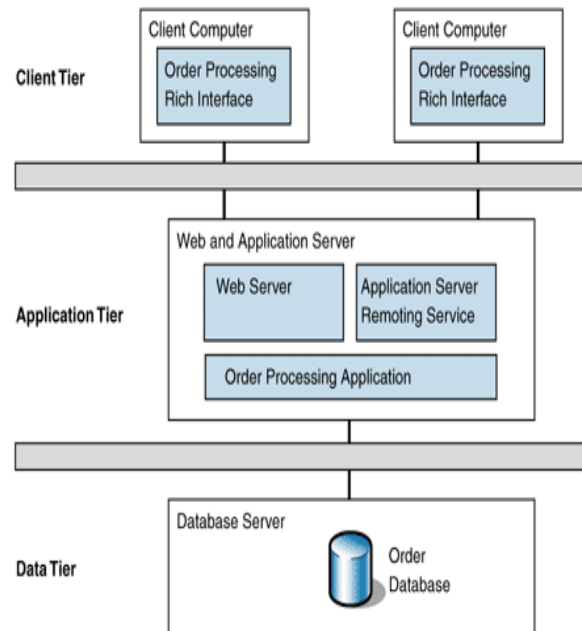 Client Computer
Client Computer
Client Tier
Order Processing
Rich Interface
Order Processing
Rich Interface
Web and Application Server
Web Server
Application Server
Remoting Service
Application Tier
Order Processing Application
Database Server
Data Tier
Order
Database